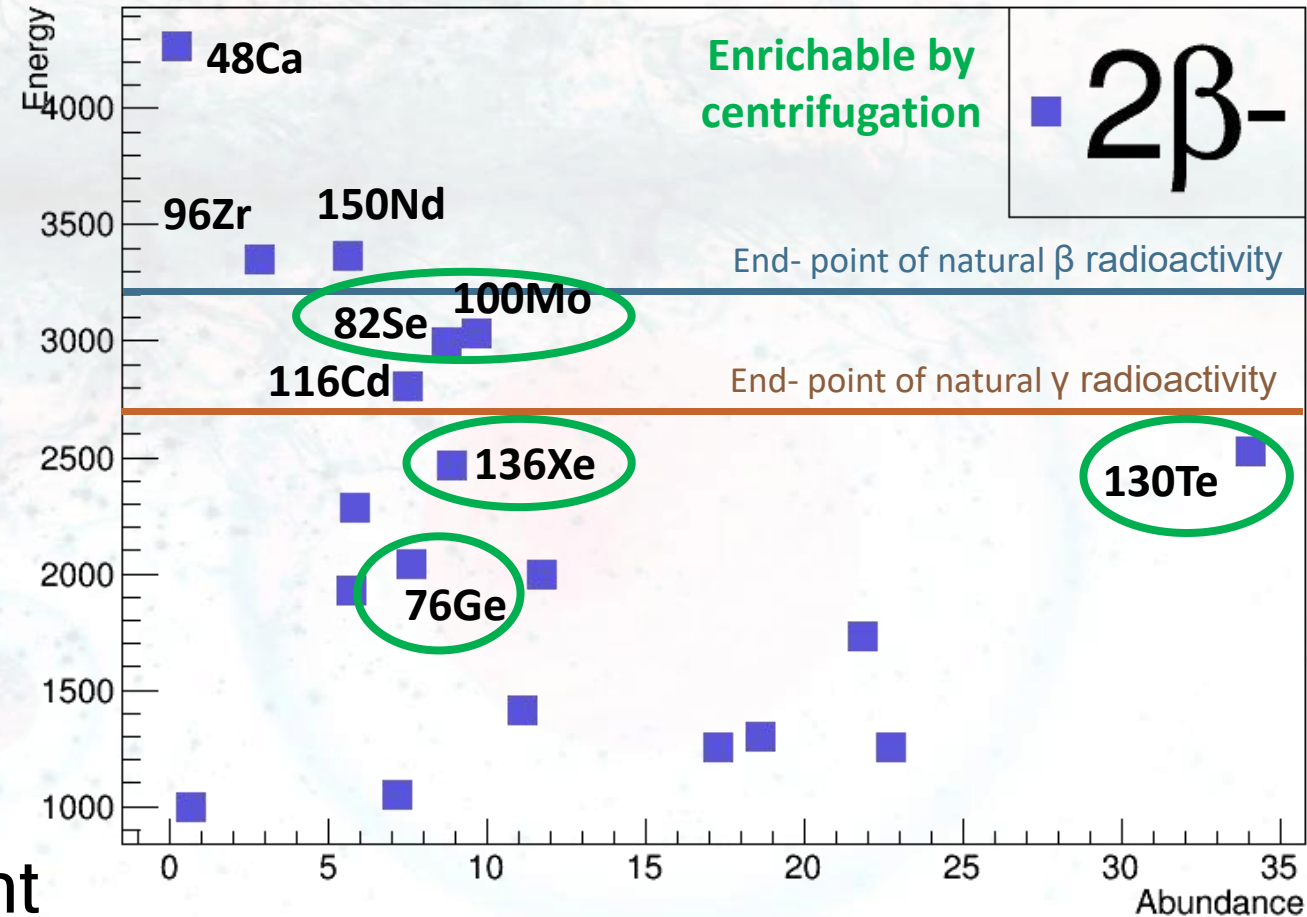 Energy
48Ca
Enrichable by
centrifugation
2β-
4000
96Zr
150Nd
3500
End- point of natural β radioactivity
100Mo
82Se
3000
116Cd
End- point of natural γ radioactivity
2500
136Xe
130Te
2000
76Ge
1500
1000
0 5 10 15 20 25 30 35
nt
Abundance